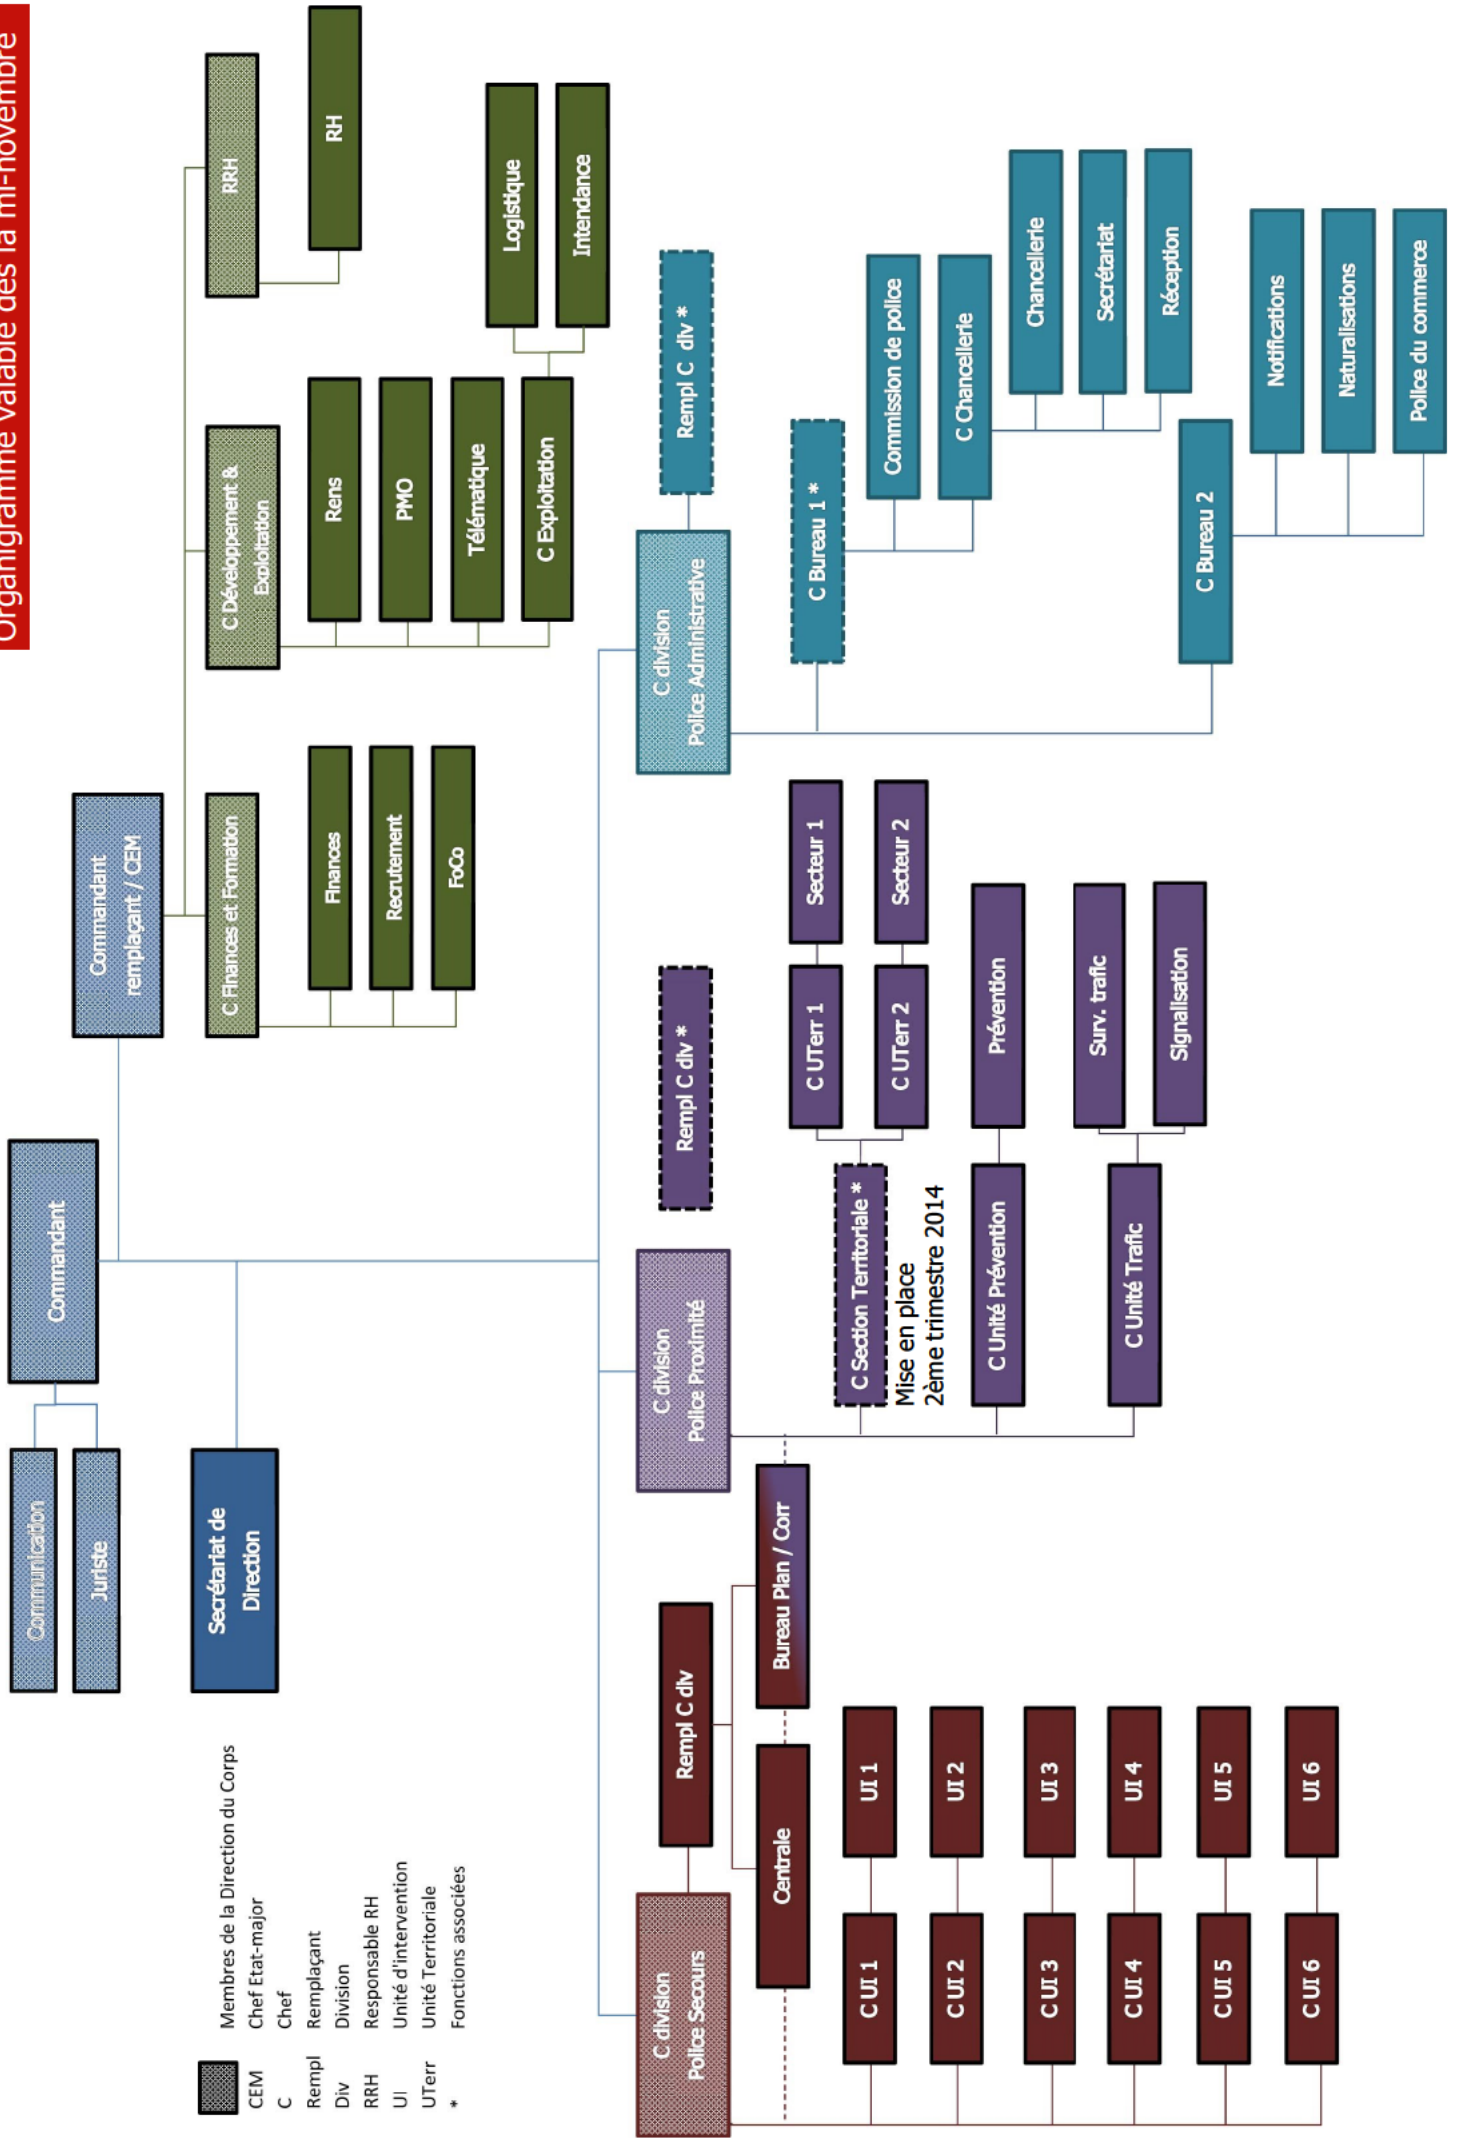 Organigramme valable dès la mi-novembre
Communication
Juriste
Commandant
Secrétariat de
Direction
Commandant
remplaçant / CEM
C Finances et Formation
Finances
Recrutement
FoCo
C Développement &
Exploitation
Rens
PMO
Télématique
C Exploitation
Logistique
Intendance
RRH
RH
Membres de la Direction du Corps
CEM Chef Etat-major
C Chef
Rempl Remplaçant
Div Division
RRH Responsable RH
UI Unité d'intervention
UTerr Unité Territoriale
* Fonctions associées
C division
Police Secours
Rempl C div
Centrale
Bureau Plan / Corr
C UI 1
UI 1
C UI 2
UI 2
C UI 3
UI 3
C UI 4
UI 4
C UI 5
UI 5
C UI 6
UI 6
C division
Police Proximité
Rempl C div *
C Section Territoriale *
Mise en place
2ème trimestre 2014
C UTerr 1
Secteur 1
C UTerr 2
Secteur 2
C Unité Prévention
Prévention
C Unité Trafic
Surv. trafic
Signalisation
C division
Police Administrative
Rempl C div *
C Bureau 1 *
Commission de police
C Chancellerie
Chancellerie
Secrétariat
Réception
C Bureau 2
Notifications
Naturalisations
Police du commerce